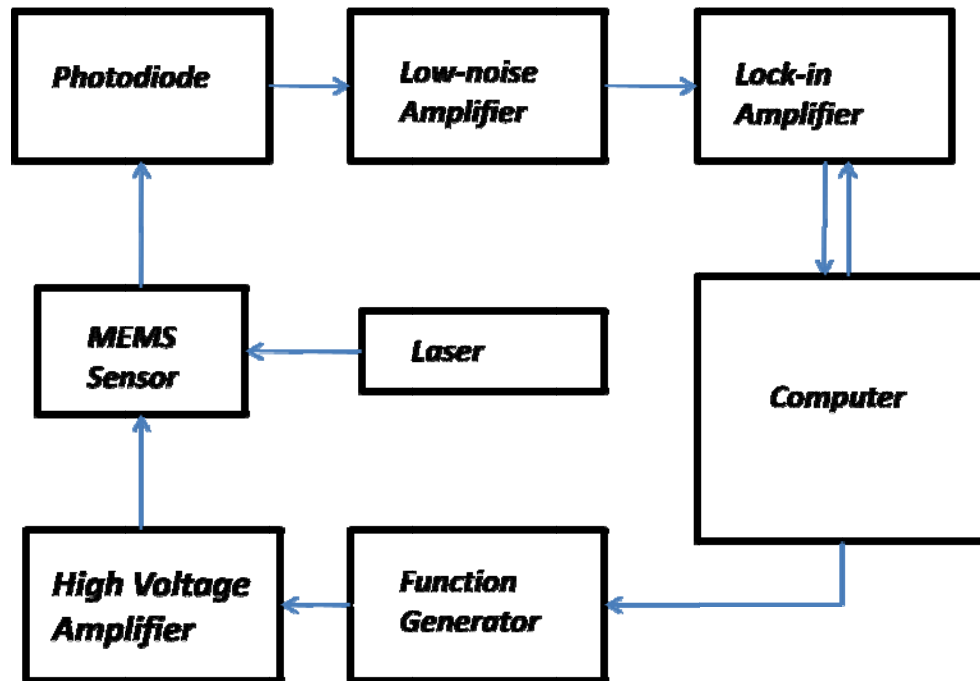 Photodiode
Low-noise
Amplifier
Lock-in
Amplifier
MEMS
Sensor
Laser
Computer
High Voltage
Amplifier
Function
Generator